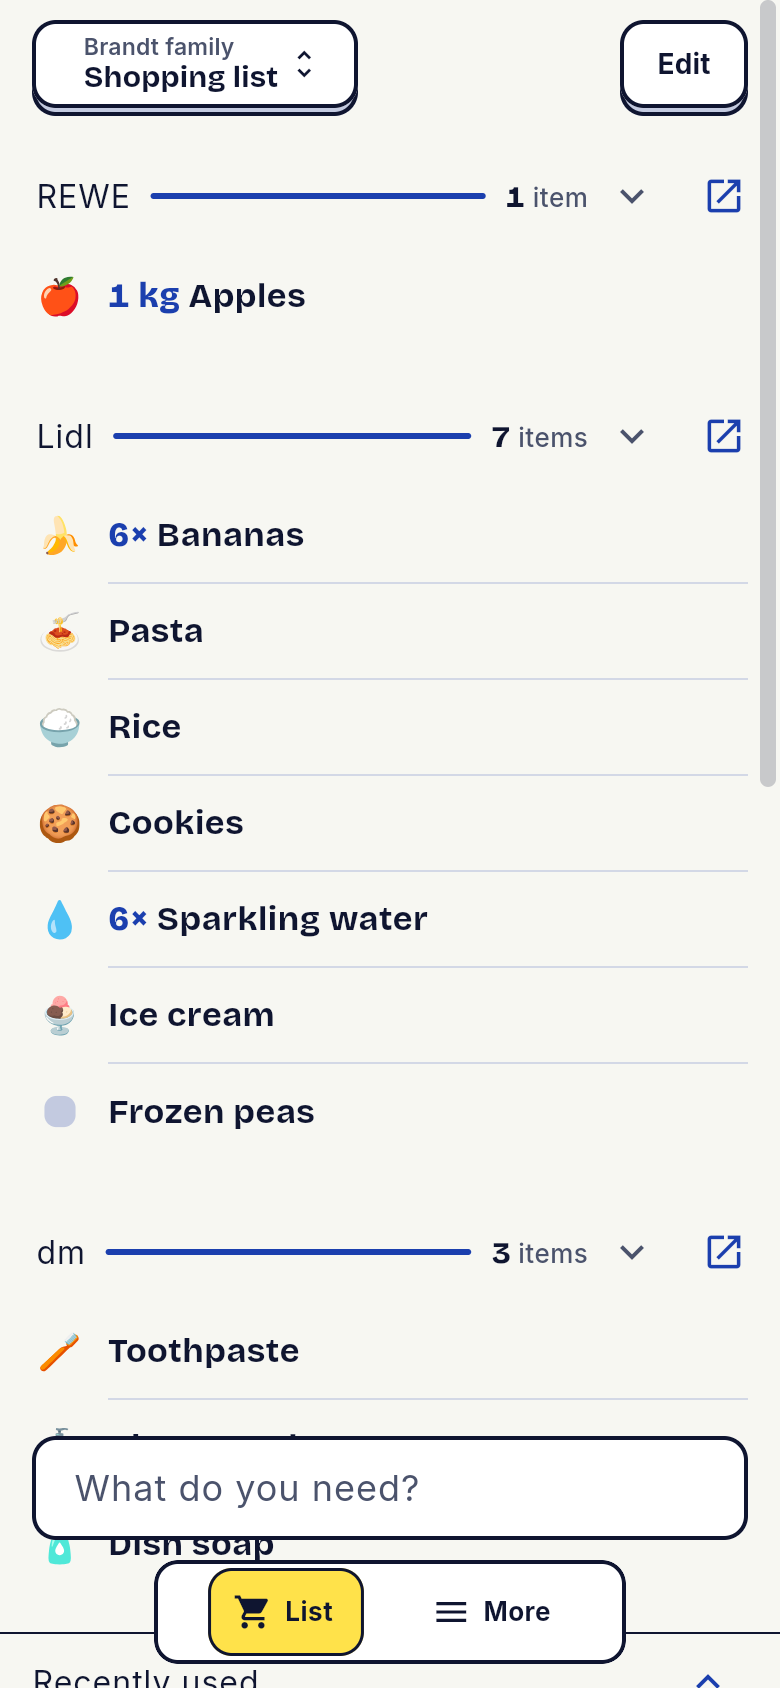 Brandt family
Shopping list
Edit
REWE 1 item
1 kg Apples
Lidl 7 items
6× Bananas
Pasta
Rice
Cookies
6× Sparkling water
Ice cream
Frozen peas
dm 3 items
Toothpaste
What do you need?
Dish soap
List
More
Recently used